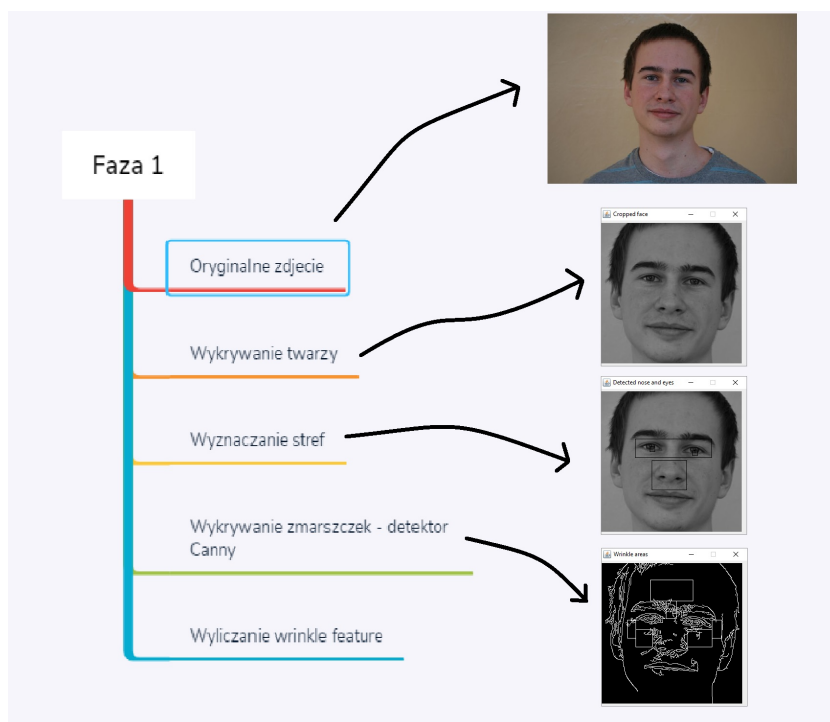 Faza 1
Oryginalne zdjecie
Wykrywanie twarzy
Wyznaczanie stref
Wykrywanie zmarszczek - detektor
Canny
Wyliczanie wrinkle feature
Cropped face
Detected nose and eyes
Wrinkle areas